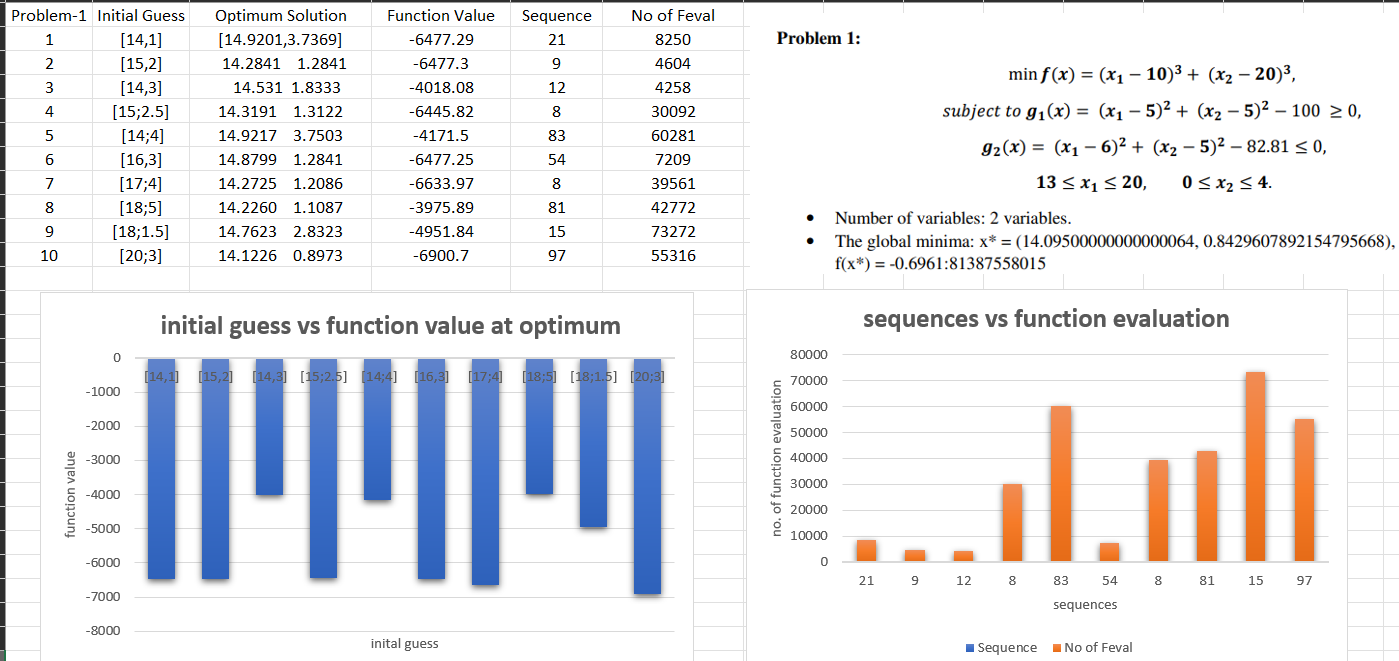 Problem-1 Initial Guess Optimum Solution Function Value Sequence No of Feval
1 [14,1] [14.9201,3.7369] -6477.29 21 8250
2 [15,2] 14.2841 1.2841 -6477.3 9 4604
3 [14,3] 14.531 1.8333 -4018.08 12 4258
4 [15;2.5] 14.3191 1.3122 -6445.82 8 30092
5 [14;4] 14.9217 3.7503 -4171.5 83 60281
6 [16,3] 14.8799 1.2841 -6477.25 54 7209
7 [17;4] 14.2725 1.2086 -6633.97 8 39561
8 [18;5] 14.2260 1.1087 -3975.89 81 42772
9 [18;1.5] 14.7623 2.8323 -4951.84 15 73272
10 [20;3] 14.1226 0.8973 -6900.7 97 55316
Problem 1:
min f(x) = (x₁ − 10)³ + (x₂ − 20)³,
subject to g₁(x) = (x₁ − 5)² + (x₂ − 5)² − 100 ≥ 0,
g₂(x) = (x₁ − 6)² + (x₂ − 5)² − 82.81 ≤ 0,
13 ≤ x₁ ≤ 20, 0 ≤ x₂ ≤ 4.
• Number of variables: 2 variables.
• The global minima: x* = (14.09500000000000064, 0.8429607892154795668),
f(x*) = -0.6961:81387558015
initial guess vs function value at optimum
0
-1000
-2000
-3000
-4000
-5000
-6000
-7000
-8000
function value
[14,1] [15,2] [14,3] [15;2.5] [14;4] [16,3] [17;4] [18;5] [18;1.5] [20;3]
inital guess
sequences vs function evaluation
80000
70000
60000
50000
40000
30000
20000
10000
0
no. of function evaluation
21 9 12 8 83 54 8 81 15 97
sequences
Sequence No of Feval